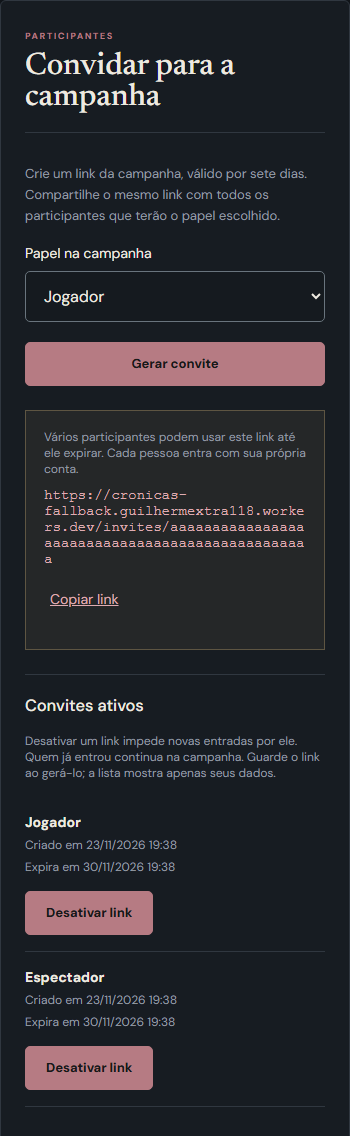 PARTICIPANTES
Convidar para a
campanha
Crie um link da campanha, válido por sete dias.
Compartilhe o mesmo link com todos os
participantes que terão o papel escolhido.
Papel na campanha
Jogador
Gerar convite
Vários participantes podem usar este link até
ele expirar. Cada pessoa entra com sua própria
conta.
https://cronicas-
fallback.guilhermextra118.worke
rs.dev/invites/aaaaaaaaaaaaaaaa
aaaaaaaaaaaaaaaaaaaaaaaaaaaaaaa
a
Copiar link
Convites ativos
Desativar um link impede novas entradas por ele.
Quem já entrou continua na campanha. Guarde o link
ao gerá-lo; a lista mostra apenas seus dados.
Jogador
Criado em 23/11/2026 19:38
Expira em 30/11/2026 19:38
Desativar link
Espectador
Criado em 23/11/2026 19:38
Expira em 30/11/2026 19:38
Desativar link